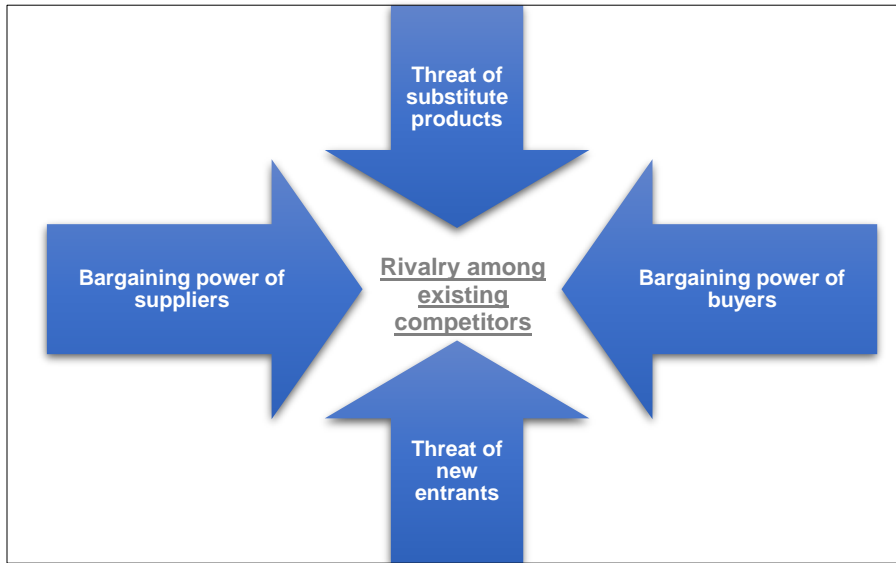 Threat of
substitute
products
Bargaining power of
suppliers
Rivalry among
existing
competitors
Bargaining power of
buyers
Threat of
new
entrants